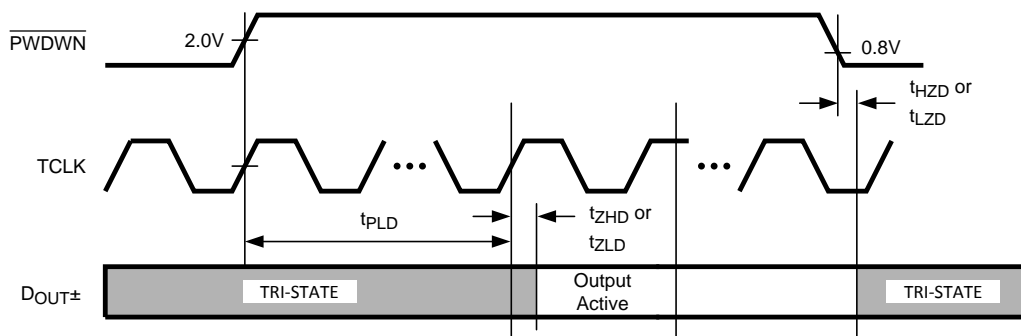 PWDWN
2.0V
0.8V
tHZD or
tLZD
TCLK
tPLD
tZHD or
tZLD
DOUT±
TRI-STATE
Output
Active
TRI-STATE